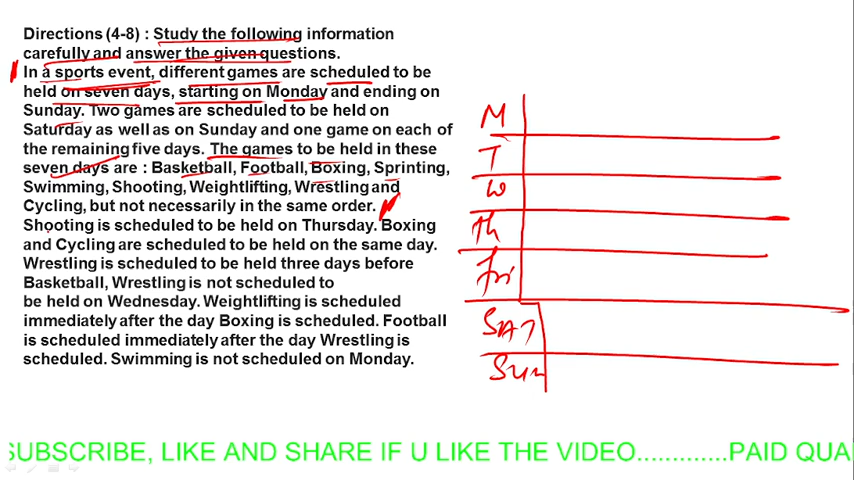 Directions (4-8) : Study the following information
carefully and answer the given questions.
In a sports event, different games are scheduled to be
held on seven days, starting on Monday and ending on
Sunday. Two games are scheduled to be held on
Saturday as well as on Sunday and one game on each of
the remaining five days. The games to be held in these
seven days are : Basketball, Football, Boxing, Sprinting,
Swimming, Shooting, Weightlifting, Wrestling and
Cycling, but not necessarily in the same order.
Shooting is scheduled to be held on Thursday. Boxing
and Cycling are scheduled to be held on the same day.
Wrestling is scheduled to be held three days before
Basketball, Wrestling is not scheduled to
be held on Wednesday. Weightlifting is scheduled
immediately after the day Boxing is scheduled. Football
is scheduled immediately after the day Wrestling is
scheduled. Swimming is not scheduled on Monday.
M
T
W
Th
Fri
SAT
Sun
SUBSCRIBE, LIKE AND SHARE IF U LIKE THE VIDEO.............PAID QUA